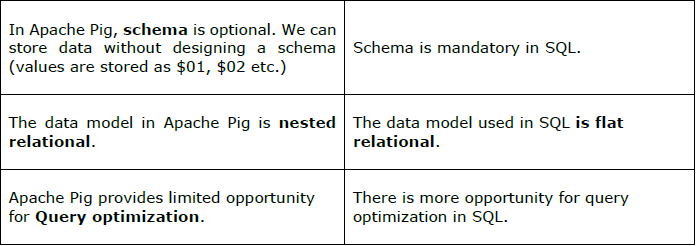 In Apache Pig, schema is optional. We can
store data without designing a schema
(values are stored as $01, $02 etc.)
Schema is mandatory in SQL.
The data model in Apache Pig is nested
relational.
The data model used in SQL is flat
relational.
Apache Pig provides limited opportunity
for Query optimization.
There is more opportunity for query
optimization in SQL.